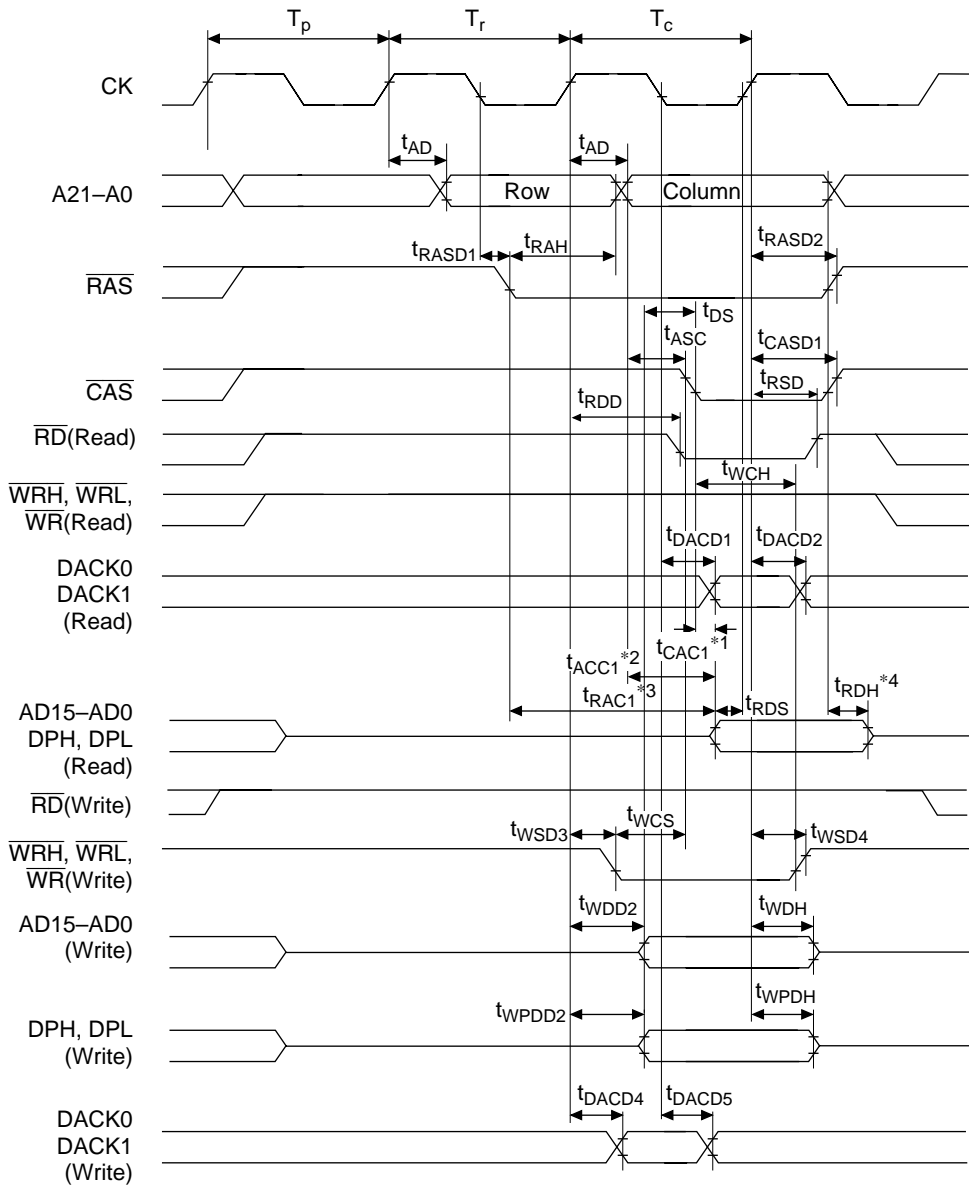 Tp Tr Tc
CK
tAD tAD
A21–A0 Row Column
tRASD1 tRAH tRASD2
RAS
tDS
tASC tCASD1
CAS
tRSD
tRDD
RD(Read)
tWCH
WRH, WRL,
WR(Read)
tDACD1 tDACD2
DACK0
DACK1
(Read)
tCAC1*1
tACC1*2
tRAC1*3 tRDS tRDH*4
AD15–AD0
DPH, DPL
(Read)
RD(Write)
tWSD3 tWCS tWSD4
WRH, WRL,
WR(Write)
tWDD2 tWDH
AD15–AD0
(Write)
tWPDD2 tWPDH
DPH, DPL
(Write)
tDACD4 tDACD5
DACK0
DACK1
(Write)